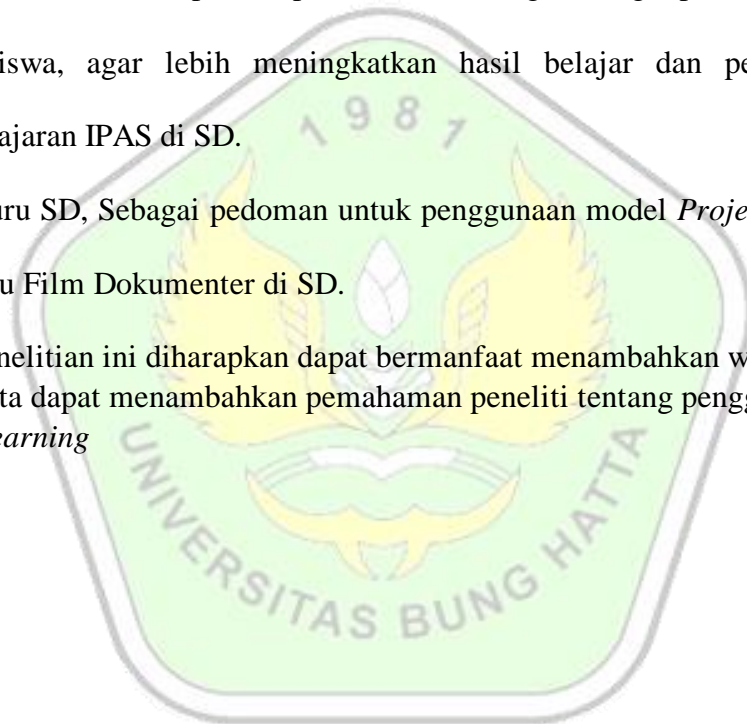 iswa, agar lebih meningkatkan hasil belajar dan pe
ajaran IPAS di SD.
uru SD, Sebagai pedoman untuk penggunaan model Proje
u Film Dokumenter di SD.
nelitian ini diharapkan dapat bermanfaat menambahkan w
ta dapat menambahkan pemahaman peneliti tentang pengg
earning
1981
UNIVERSITAS BUNG HATTA